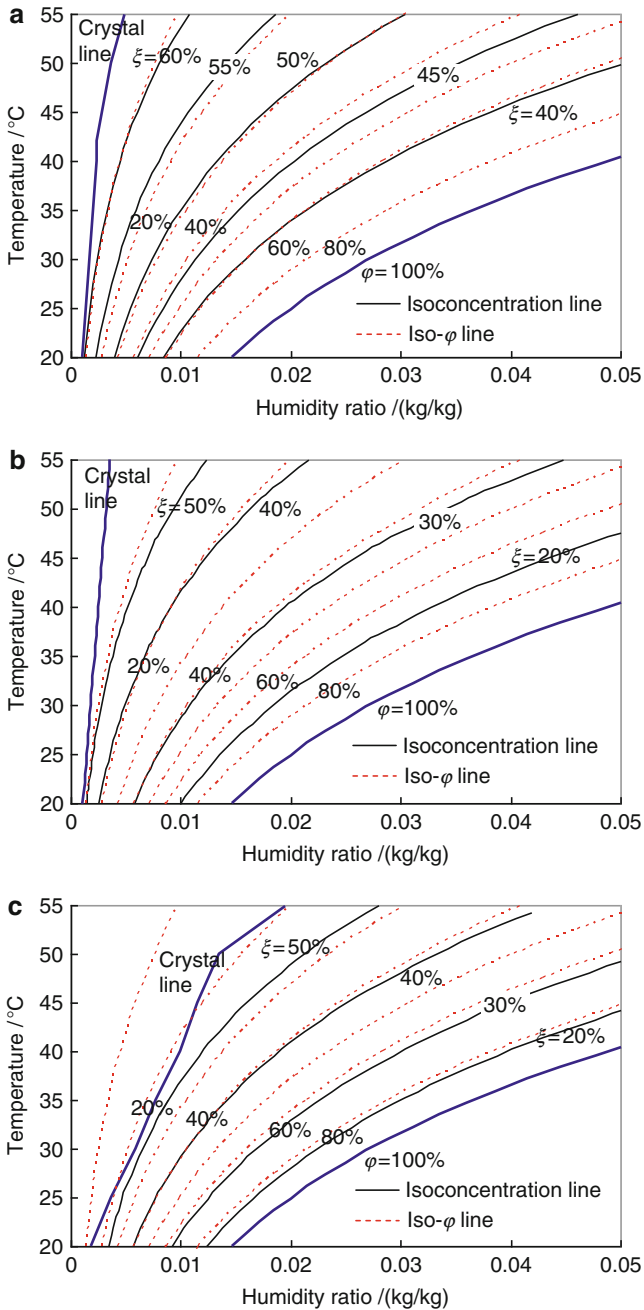 a
Crystal line
ξ=60%
55%
50%
45%
ξ=40%
20%
40%
60%
80%
φ=100%
Isoconcentration line
Iso-φ line
55
50
45
40
35
30
25
20
Temperature /°C
0
0.01
0.02
0.03
0.04
0.05
Humidity ratio /(kg/kg)
b
Crystal line
ξ=50%
40%
30%
ξ=20%
20%
40%
60%
80%
φ=100%
Isoconcentration line
Iso-φ line
55
50
45
40
35
30
25
20
Temperature /°C
0
0.01
0.02
0.03
0.04
0.05
Humidity ratio /(kg/kg)
c
Crystal line
ξ=50%
40%
30%
ξ=20%
20%
40%
60%
80%
φ=100%
Isoconcentration line
Iso-φ line
55
50
45
40
35
30
25
20
Temperature /°C
0
0.01
0.02
0.03
0.04
0.05
Humidity ratio /(kg/kg)